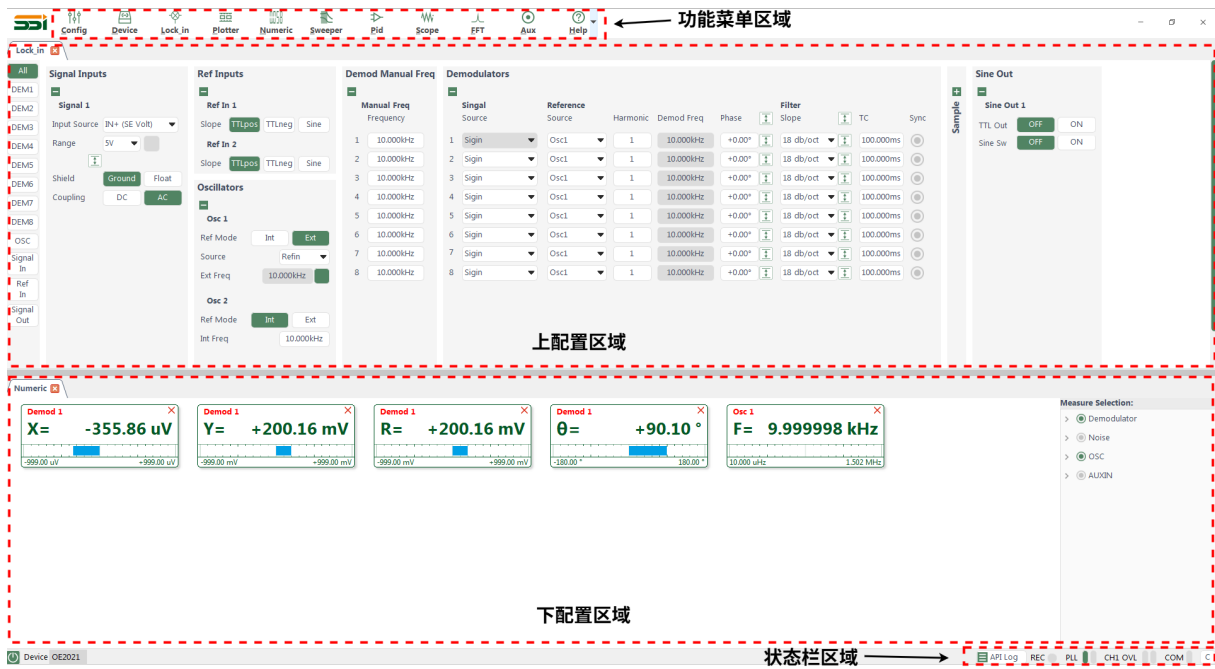 SSI
Config Device Lock_in Plotter Numeric Sweeper Pid Scope FFT Aux Help
功能菜单区域
Lock_in
All
DEM1
DEM2
DEM3
DEM4
DEM5
DEM6
DEM7
DEM8
OSC
Signal
In
Ref
In
Signal
Out
Signal Inputs
Signal 1
Input Source IN+ (SE Volt)
Range 5V
Shield Ground Float
Coupling DC AC
Ref Inputs
Ref In 1
Slope TTLpos TTLneg Sine
Ref In 2
Slope TTLpos TTLneg Sine
Oscillators
Osc 1
Ref Mode Int Ext
Source Refin
Ext Freq 10.000kHz
Osc 2
Ref Mode Int Ext
Int Freq 10.000kHz
Demod Manual Freq
Manual Freq
Frequency
1 10.000kHz
2 10.000kHz
3 10.000kHz
4 10.000kHz
5 10.000kHz
6 10.000kHz
7 10.000kHz
8 10.000kHz
Demodulators
Singal Reference Filter
Source Source Harmonic Demod Freq Phase Slope TC Sync
1 Sigin Osc1 1 10.000kHz +0.00° 18 db/oct 100.000ms
2 Sigin Osc1 1 10.000kHz +0.00° 18 db/oct 100.000ms
3 Sigin Osc1 1 10.000kHz +0.00° 18 db/oct 100.000ms
4 Sigin Osc1 1 10.000kHz +0.00° 18 db/oct 100.000ms
5 Sigin Osc1 1 10.000kHz +0.00° 18 db/oct 100.000ms
6 Sigin Osc1 1 10.000kHz +0.00° 18 db/oct 100.000ms
7 Sigin Osc1 1 10.000kHz +0.00° 18 db/oct 100.000ms
8 Sigin Osc1 1 10.000kHz +0.00° 18 db/oct 100.000ms
Sample
Sine Out
Sine Out 1
TTL Out OFF ON
Sine Sw OFF ON
上配置区域
Numeric
Demod 1
X= -355.86 uV
-999.00 uV +999.00 uV
Demod 1
Y= +200.16 mV
-999.00 mV +999.00 mV
Demod 1
R= +200.16 mV
-999.00 mV +999.00 mV
Demod 1
θ= +90.10 °
-180.00 ° 180.00 °
Osc 1
F= 9.999998 kHz
10.000 uHz 1.502 MHz
Measure Selection:
Demodulator
Noise
OSC
AUXIN
下配置区域
Device OE2021
状态栏区域
API Log REC PLL CH1 OVL COM C